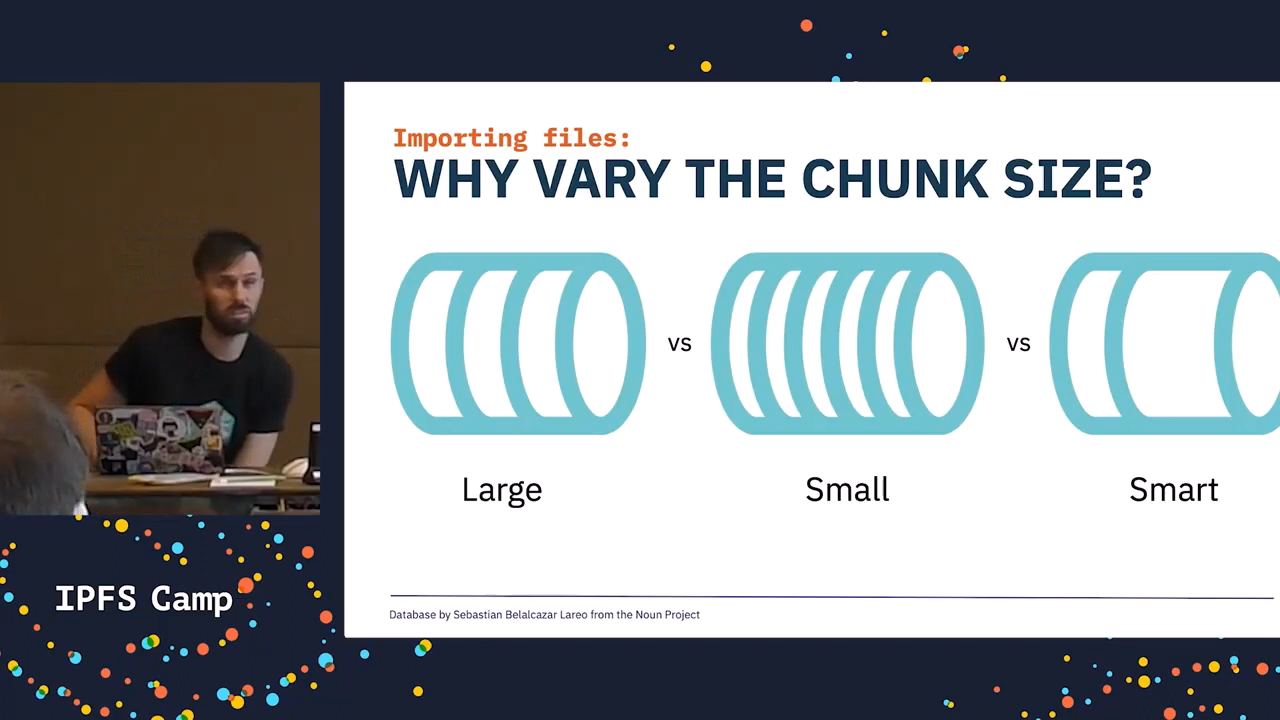 Importing files:
WHY VARY THE CHUNK SIZE?
vs
vs
Large
Small
Smart
Database by Sebastian Belalcazar Lareo from the Noun Project
IPFS Camp